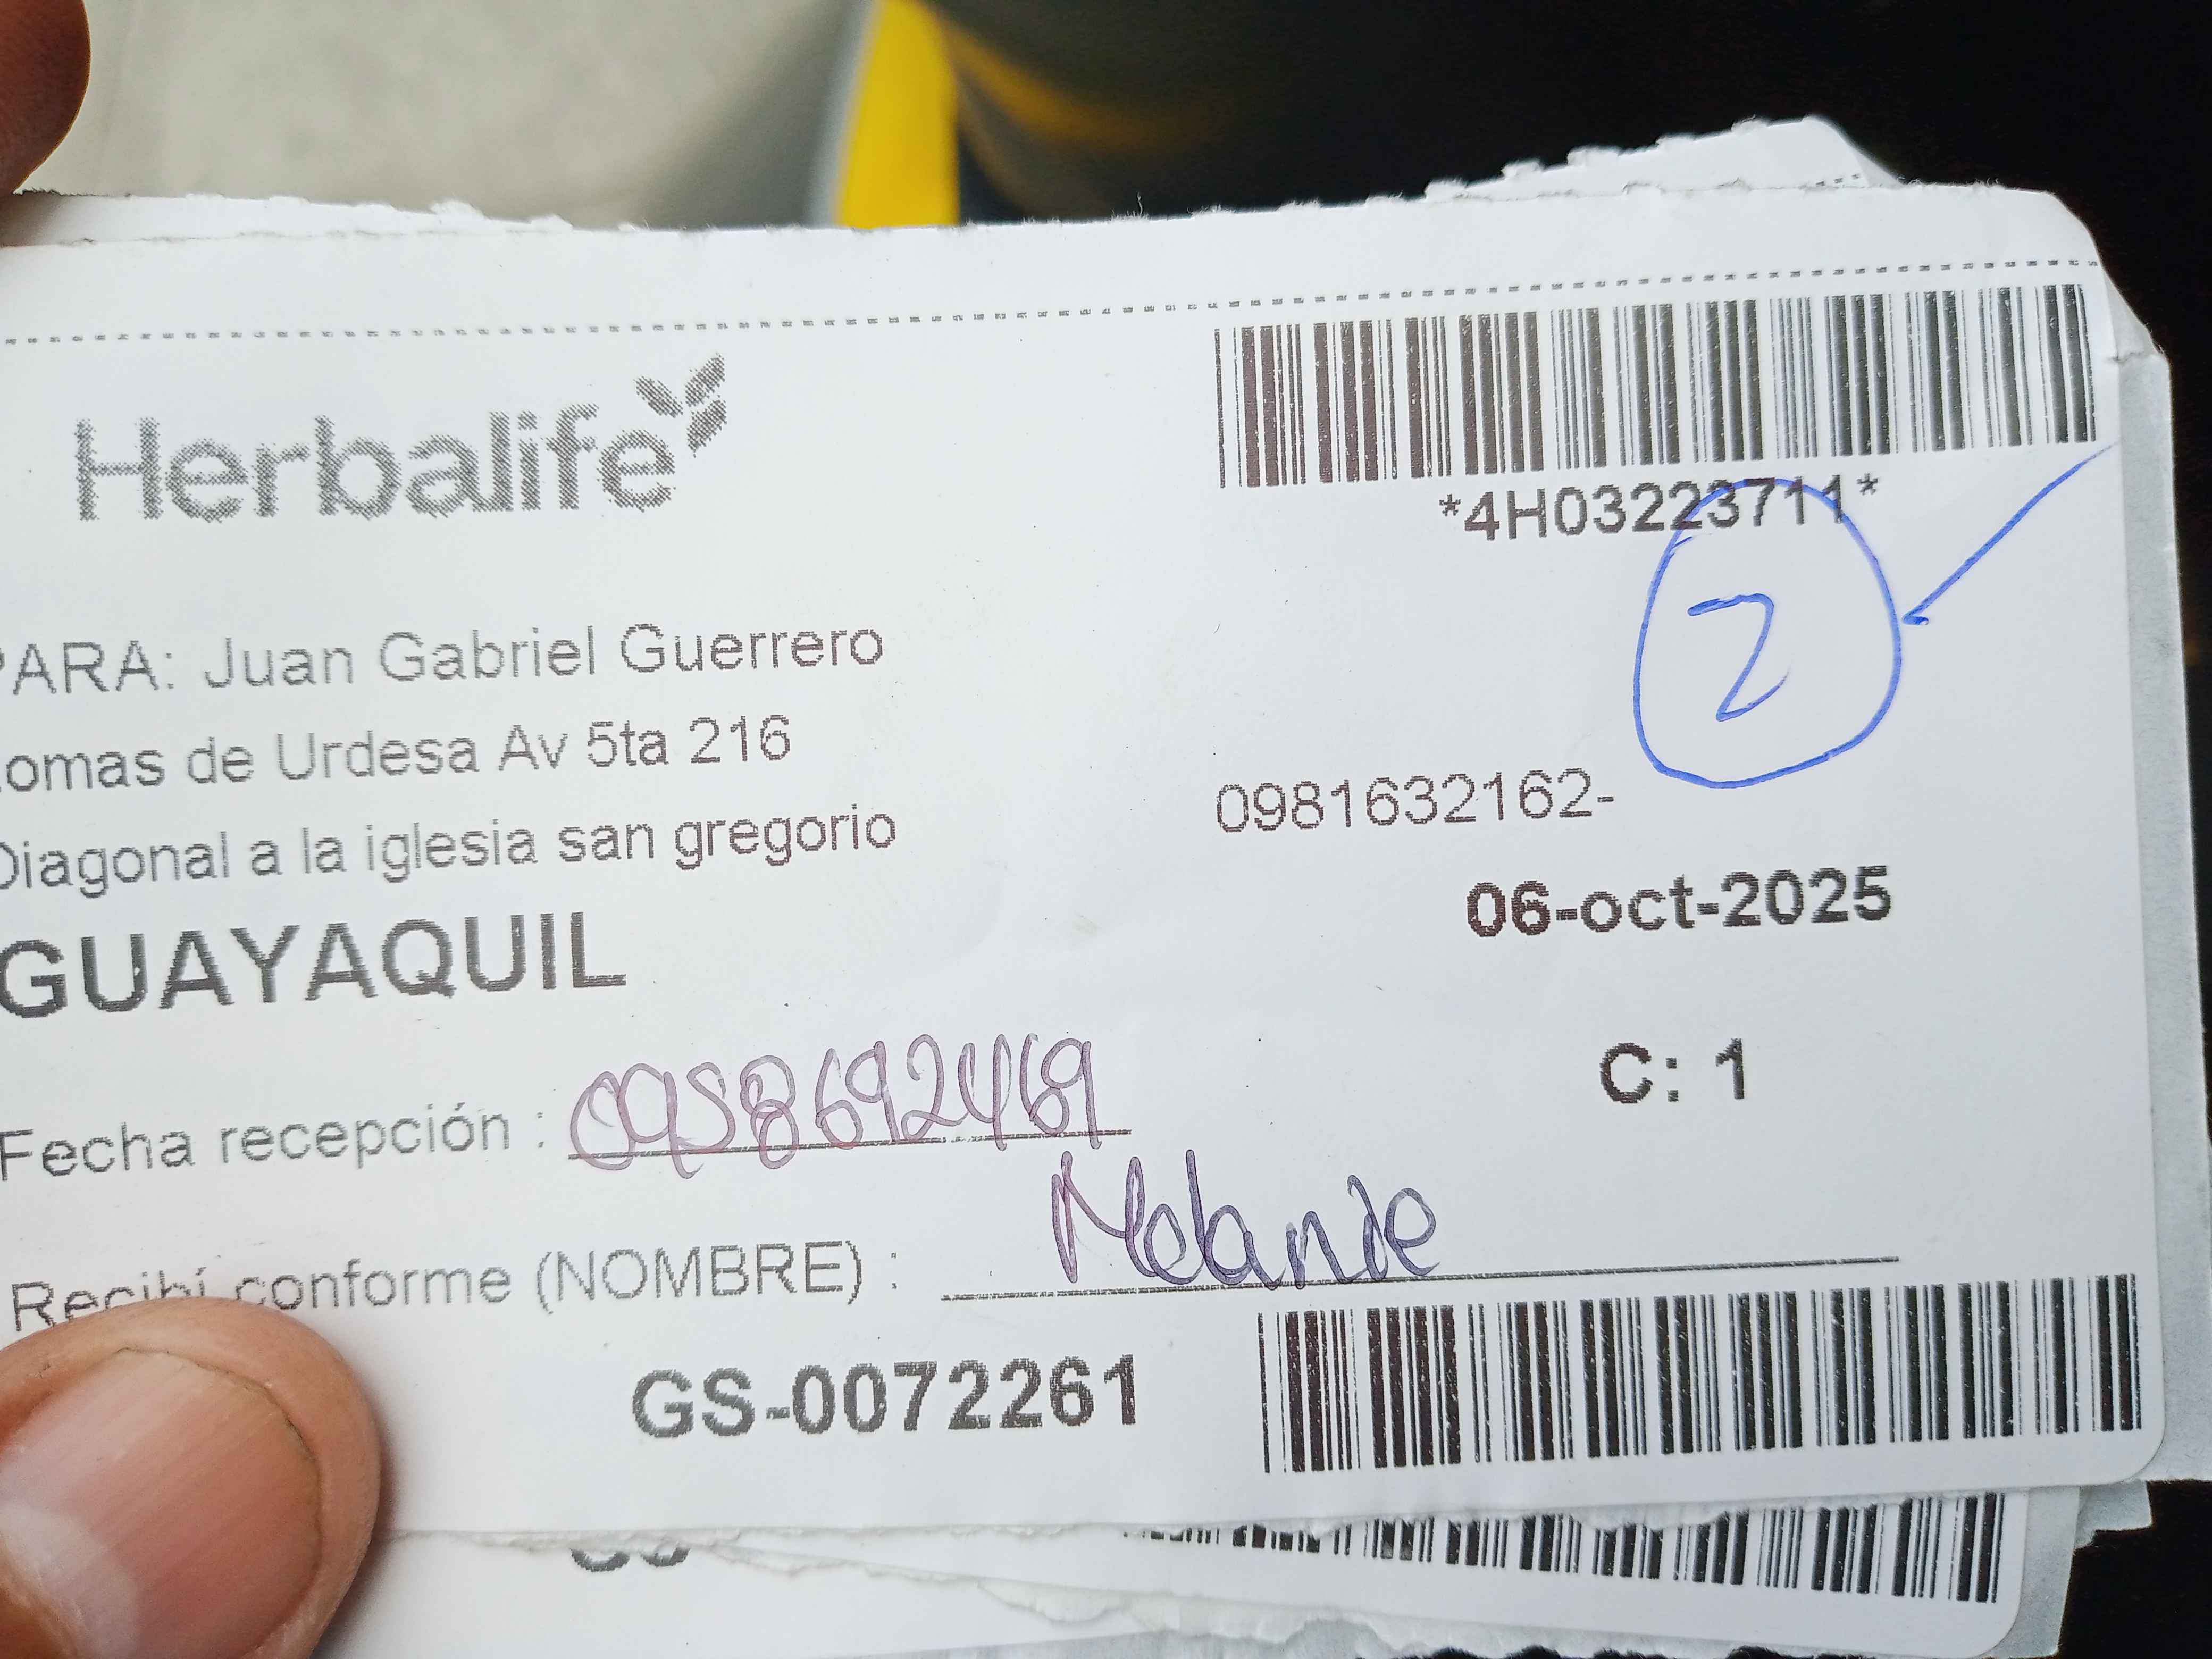 Herbalife
*4H03223711*
2
PARA: Juan Gabriel Guerrero
Lomas de Urdesa Av 5ta 216
0981632162-
Diagonal a la iglesia san gregorio
06-oct-2025
GUAYAQUIL
C: 1
Fecha recepción : 0958692469
Recibí conforme (NOMBRE) : Melanie
GS-0072261